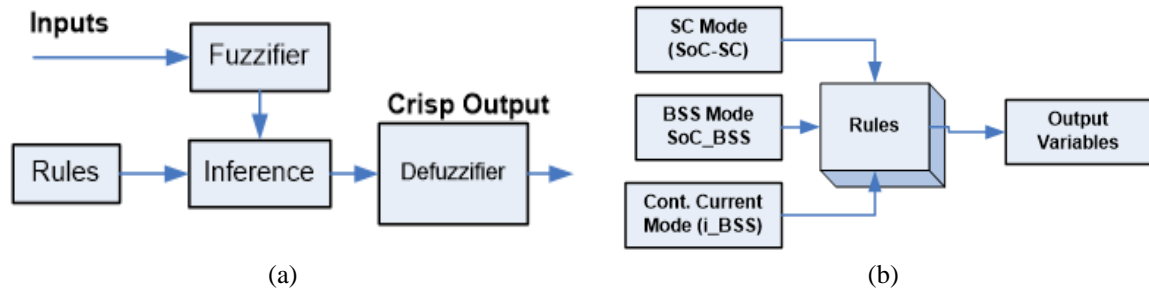 Inputs
Fuzzifier
Crisp Output
Rules
Inference
Defuzzifier
(a)
SC Mode
(SoC-SC)
BSS Mode
SoC_BSS
Cont. Current
Mode (i_BSS)
Rules
Output
Variables
(b)